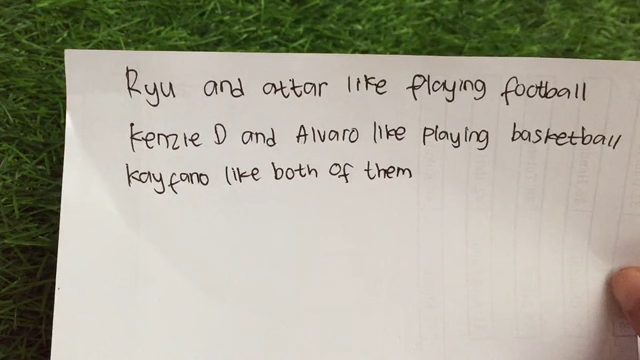 Ryu and attar like playing football
Kenzie D and Alvaro like playing basketball
Kayfano like both of them